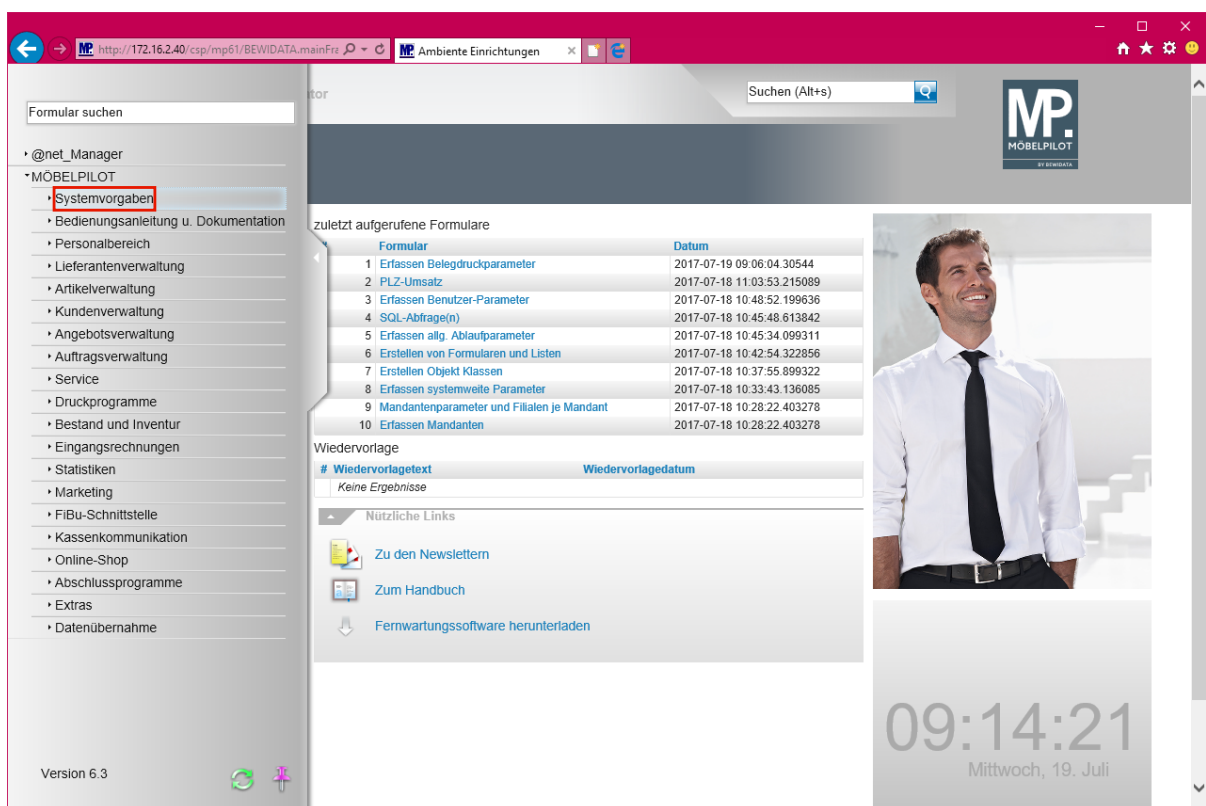 http://172.16.2.40/csp/mp61/BEWIDATA.mainFra
MP. Ambiente Einrichtungen
Formular suchen
tor
Suchen (Alt+s)
MP.
MÖBELPILOT
BY BEWIDATA
@net_Manager
MÖBELPILOT
Systemvorgaben
Bedienungsanleitung u. Dokumentation
Personalbereich
Lieferantenverwaltung
Artikelverwaltung
Kundenverwaltung
Angebotsverwaltung
Auftragsverwaltung
Service
Druckprogramme
Bestand und Inventur
Eingangsrechnungen
Statistiken
Marketing
FiBu-Schnittstelle
Kassenkommunikation
Online-Shop
Abschlussprogramme
Extras
Datenübernahme
Version 6.3
zuletzt aufgerufene Formulare
Formular Datum
1 Erfassen Belegdruckparameter 2017-07-19 09:06:04.30544
2 PLZ-Umsatz 2017-07-18 11:03:53.215089
3 Erfassen Benutzer-Parameter 2017-07-18 10:48:52.199636
4 SQL-Abfrage(n) 2017-07-18 10:45:48.613842
5 Erfassen allg. Ablaufparameter 2017-07-18 10:45:34.099311
6 Erstellen von Formularen und Listen 2017-07-18 10:42:54.322856
7 Erstellen Objekt Klassen 2017-07-18 10:37:55.899322
8 Erfassen systemweite Parameter 2017-07-18 10:33:43.136085
9 Mandantenparameter und Filialen je Mandant 2017-07-18 10:28:22.403278
10 Erfassen Mandanten 2017-07-18 10:28:22.403278
Wiedervorlage
# Wiedervorlagetext Wiedervorlagedatum
Keine Ergebnisse
Nützliche Links
Zu den Newslettern
Zum Handbuch
Fernwartungssoftware herunterladen
09:14:21
Mittwoch, 19. Juli